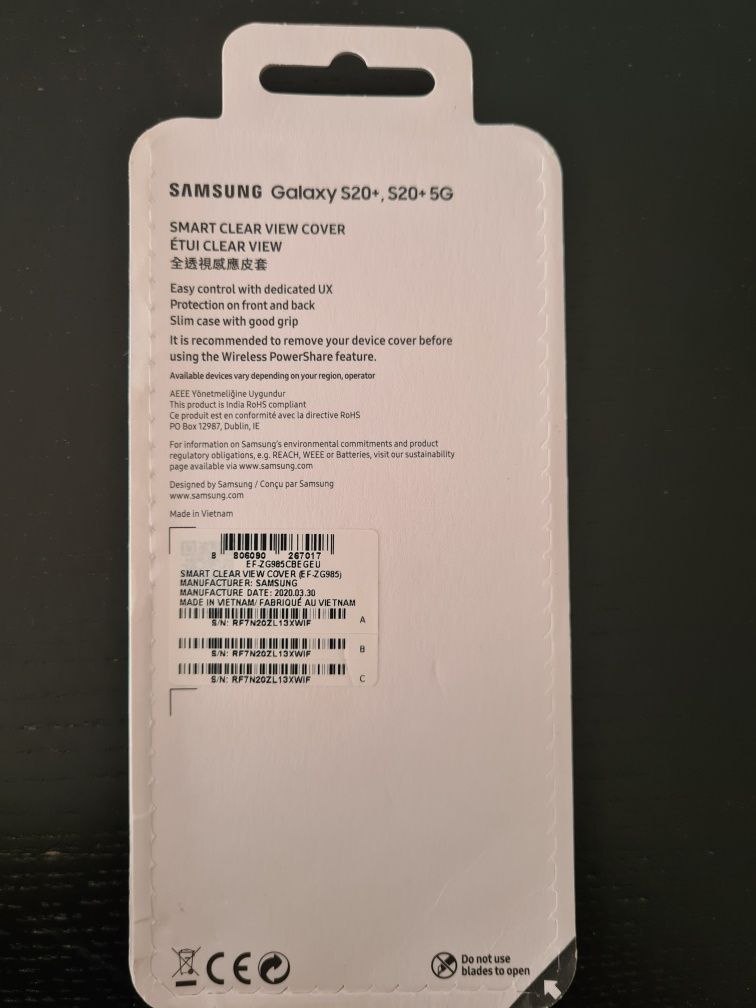 SAMSUNG Galaxy S20+, S20+ 5G
SMART CLEAR VIEW COVER
ÉTUI CLEAR VIEW
全透視感應皮套
Easy control with dedicated UX
Protection on front and back
Slim case with good grip
It is recommended to remove your device cover before
using the Wireless PowerShare feature.
Available devices vary depending on your region, operator
AEEE Yönetmeliğine Uygundur
This product is India RoHS compliant
Ce produit est en conformité avec la directive RoHS
PO Box 12987, Dublin, IE
For information on Samsung's environmental commitments and product
regulatory obligations, e.g. REACH, WEEE or Batteries, visit our sustainability
page available via www.samsung.com
Designed by Samsung / Conçu par Samsung
www.samsung.com
Made in Vietnam
8 806090 267017
EF-ZG985CBEGEU
SMART CLEAR VIEW COVER (EF-ZG985)
MANUFACTURER: SAMSUNG
MANUFACTURE DATE: 2020.03.30
MADE IN VIETNAM/ FABRIQUÉ AU VIETNAM
A
S/N: RF7N20ZL13XWIF
B
S/N: RF7N20ZL13XWIF
C
S/N: RF7N20ZL13XWIF
CE
Do not use
blades to open